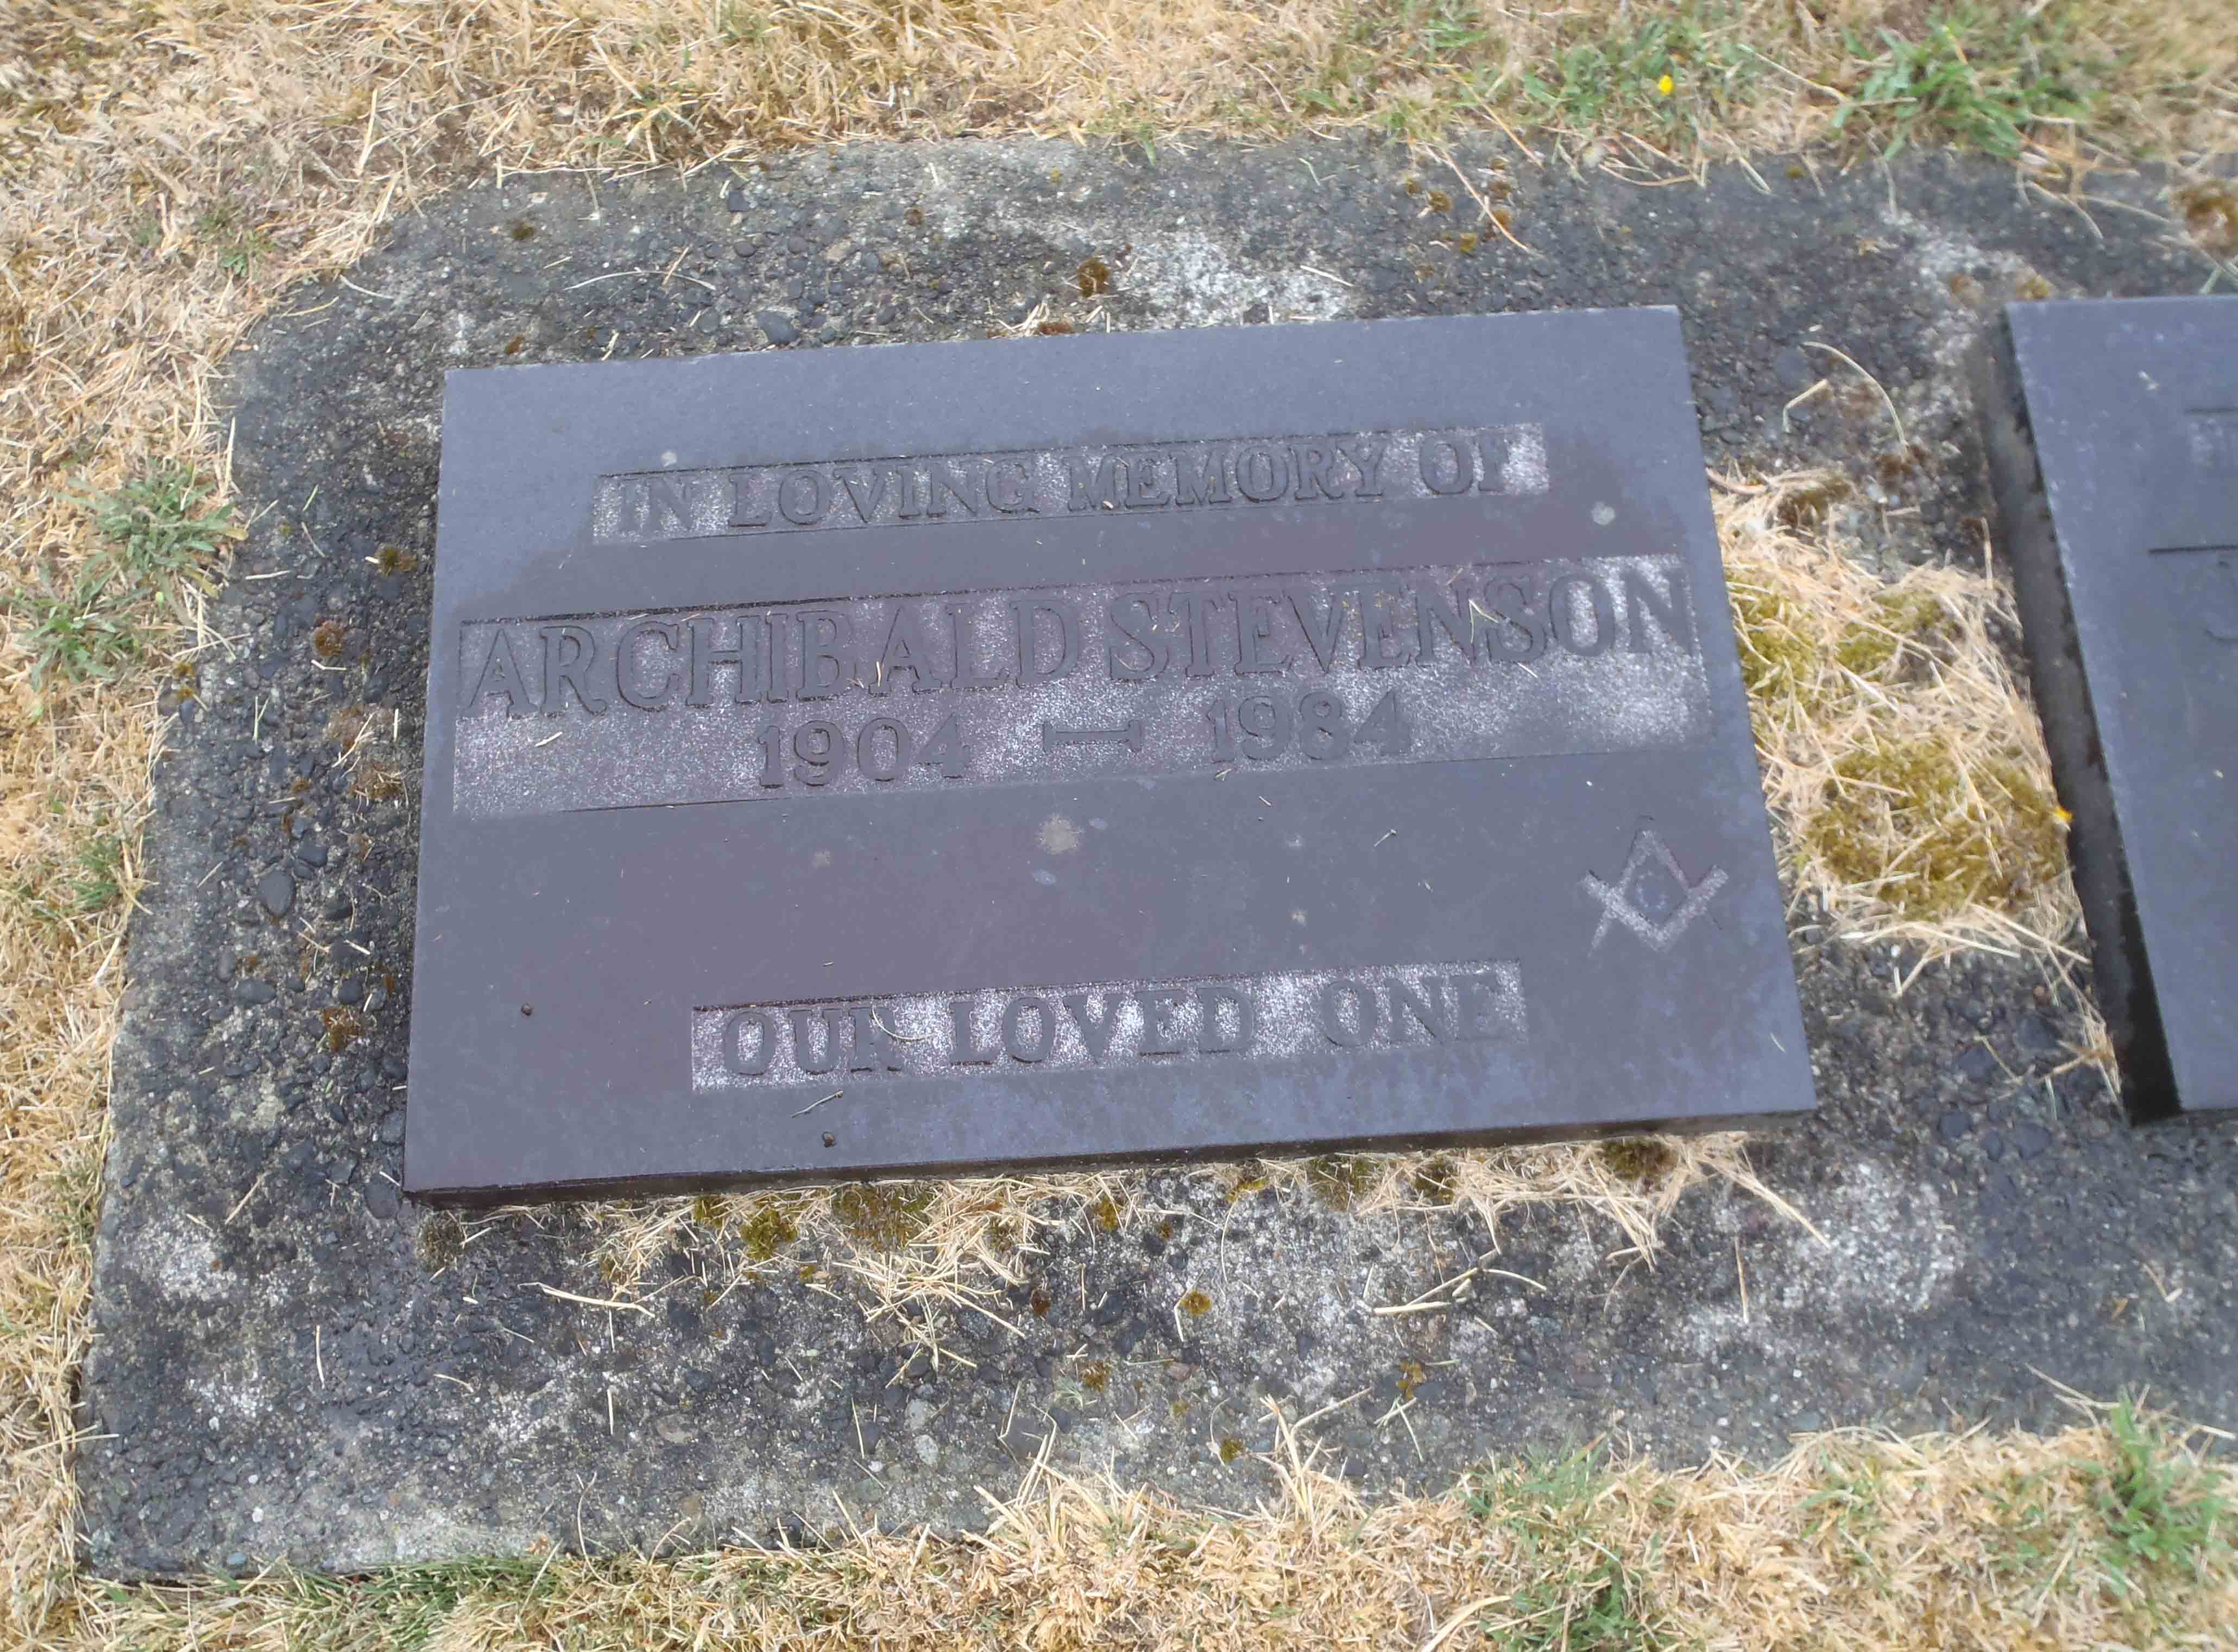 IN LOVING MEMORY OF
ARCHIBALD STEVENSON
1904 — 1984
OUR LOVED ONE